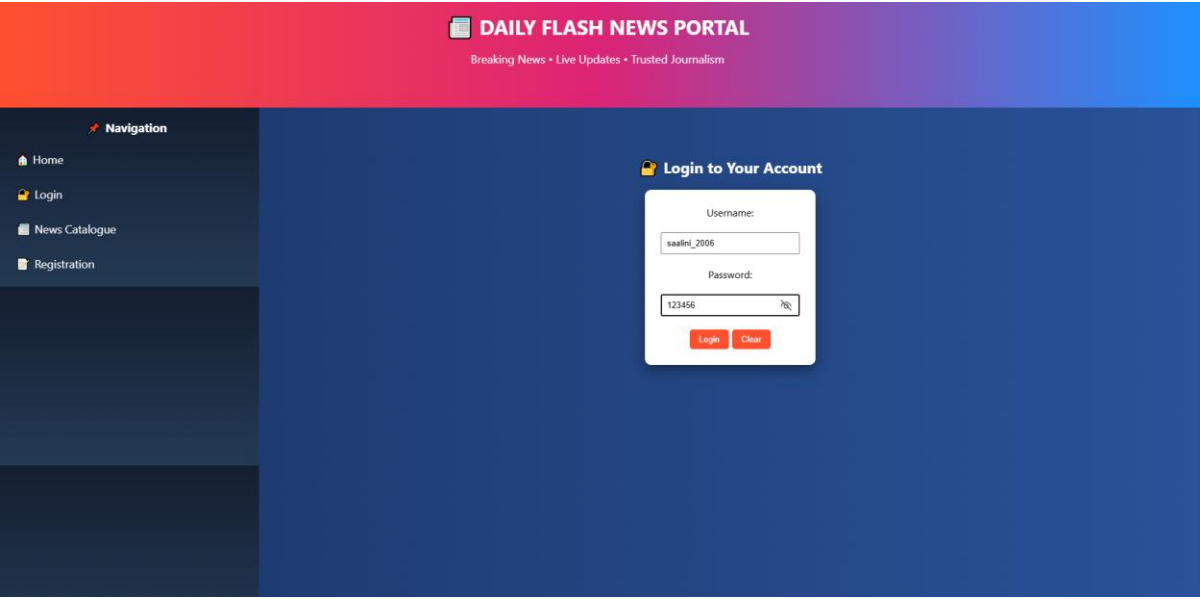 DAILY FLASH NEWS PORTAL
Breaking News • Live Updates • Trusted Journalism
Navigation
Home
Login
News Catalogue
Registration
Login to Your Account
Username:
saalini_2006
Password:
123456
Login Clear